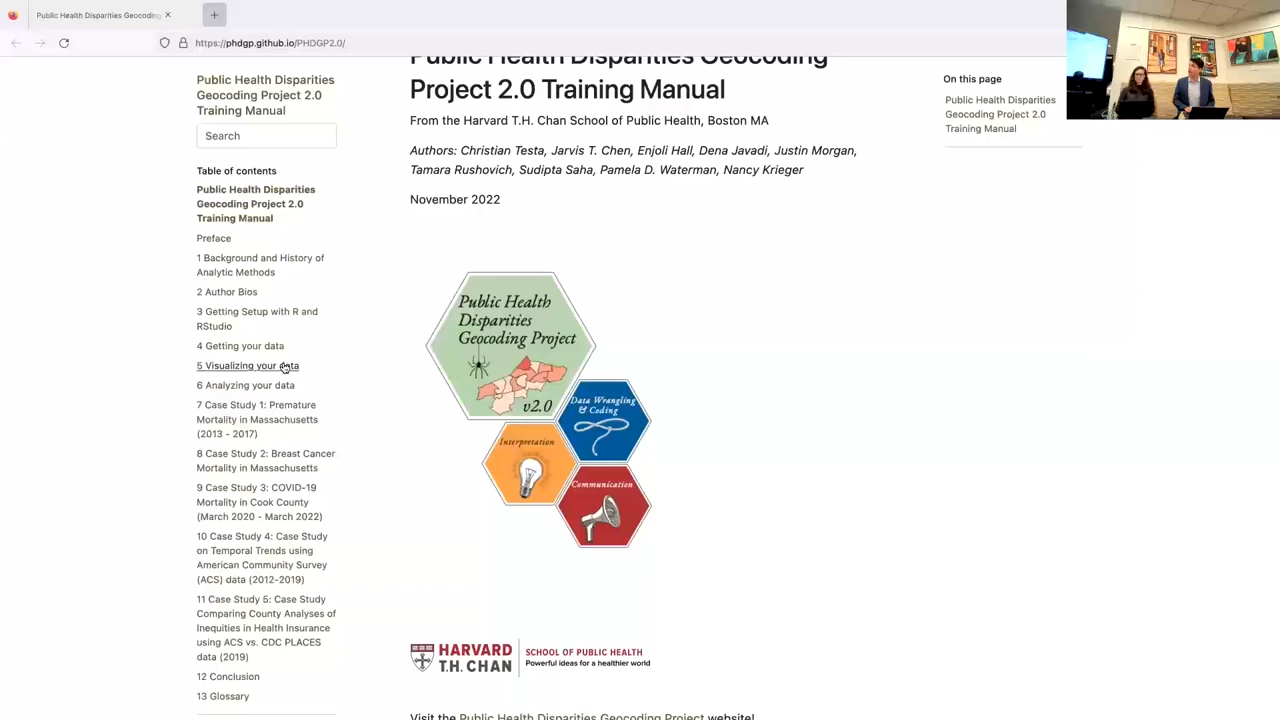 Public Health Disparities Geocoding
https://phdgp.github.io/PHDGP2.0/
Public Health Disparities
Geocoding Project 2.0
Training Manual
Search
Table of contents
Public Health Disparities
Geocoding Project 2.0
Training Manual
Preface
1 Background and History of
Analytic Methods
2 Author Bios
3 Getting Setup with R and
RStudio
4 Getting your data
5 Visualizing your data
6 Analyzing your data
7 Case Study 1: Premature
Mortality in Massachusetts
(2013 - 2017)
8 Case Study 2: Breast Cancer
Mortality in Massachusetts
9 Case Study 3: COVID-19
Mortality in Cook County
(March 2020 - March 2022)
10 Case Study 4: Case Study
on Temporal Trends using
American Community Survey
(ACS) data (2012-2019)
11 Case Study 5: Case Study
Comparing County Analyses of
Inequities in Health Insurance
using ACS vs. CDC PLACES
data (2019)
12 Conclusion
13 Glossary
Public Health Disparities Geocoding
Project 2.0 Training Manual
From the Harvard T.H. Chan School of Public Health, Boston MA
Authors: Christian Testa, Jarvis T. Chen, Enjoli Hall, Dena Javadi, Justin Morgan,
Tamara Rushovich, Sudipta Saha, Pamela D. Waterman, Nancy Krieger
November 2022
Public Health
Disparities
Geocoding Project
v2.0
Data Wrangling
& Coding
Interpretation
Communication
HARVARD
T.H. CHAN
SCHOOL OF PUBLIC HEALTH
Powerful ideas for a healthier world
Visit the Public Health Disparities Geocoding Project website!
On this page
Public Health Disparities
Geocoding Project 2.0
Training Manual